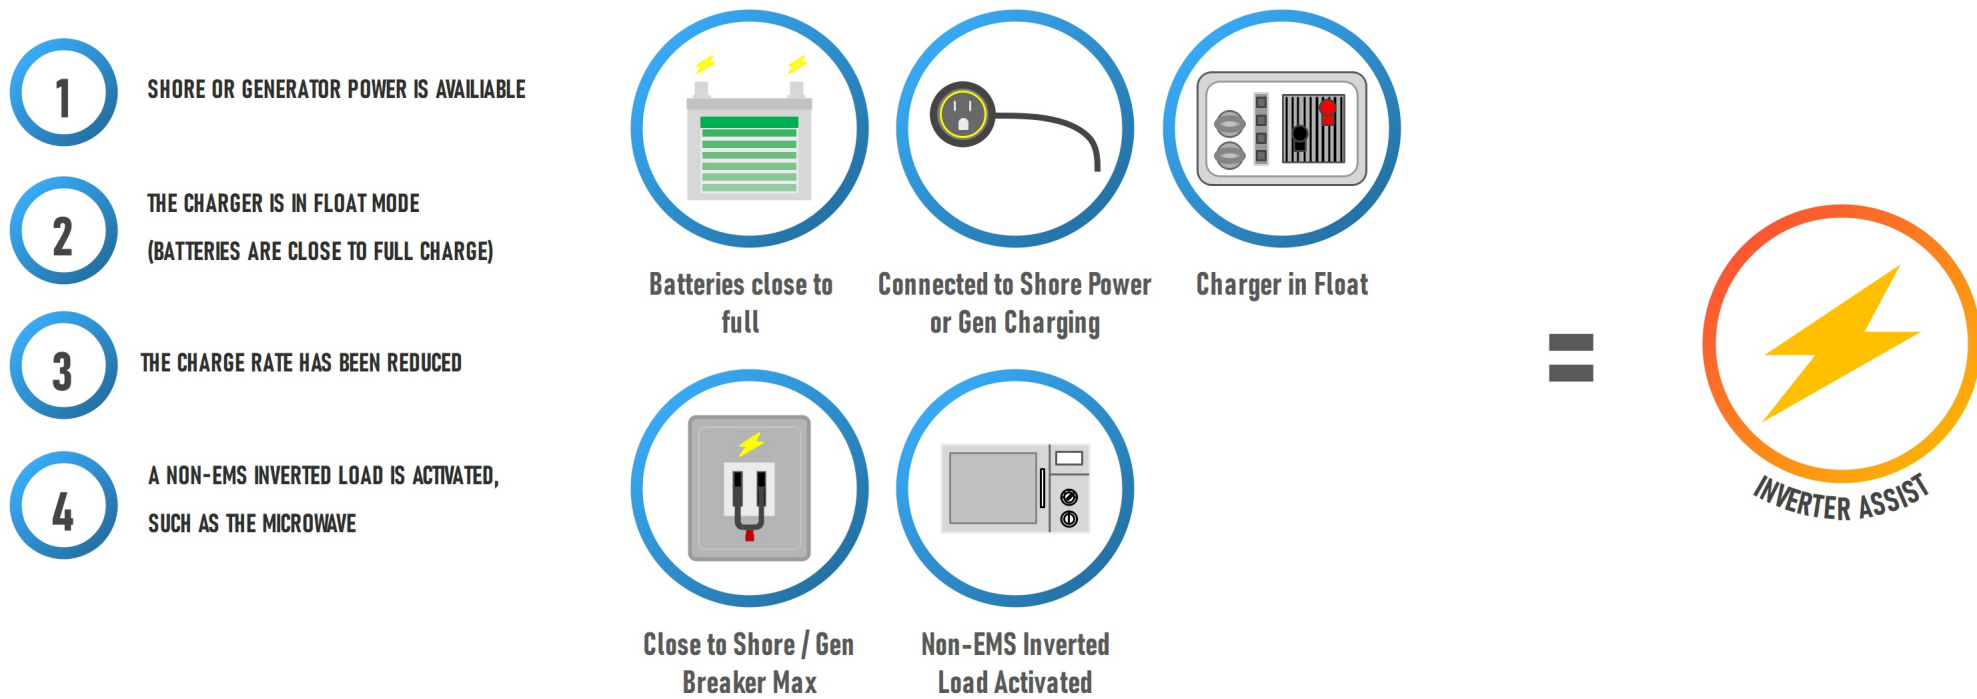 1
SHORE OR GENERATOR POWER IS AVAILIABLE
2
THE CHARGER IS IN FLOAT MODE
(BATTERIES ARE CLOSE TO FULL CHARGE)
3
THE CHARGE RATE HAS BEEN REDUCED
4
A NON-EMS INVERTED LOAD IS ACTIVATED,
SUCH AS THE MICROWAVE
Batteries close to
full
Connected to Shore Power
or Gen Charging
Charger in Float
Close to Shore / Gen
Breaker Max
Non-EMS Inverted
Load Activated
=
INVERTER ASSIST